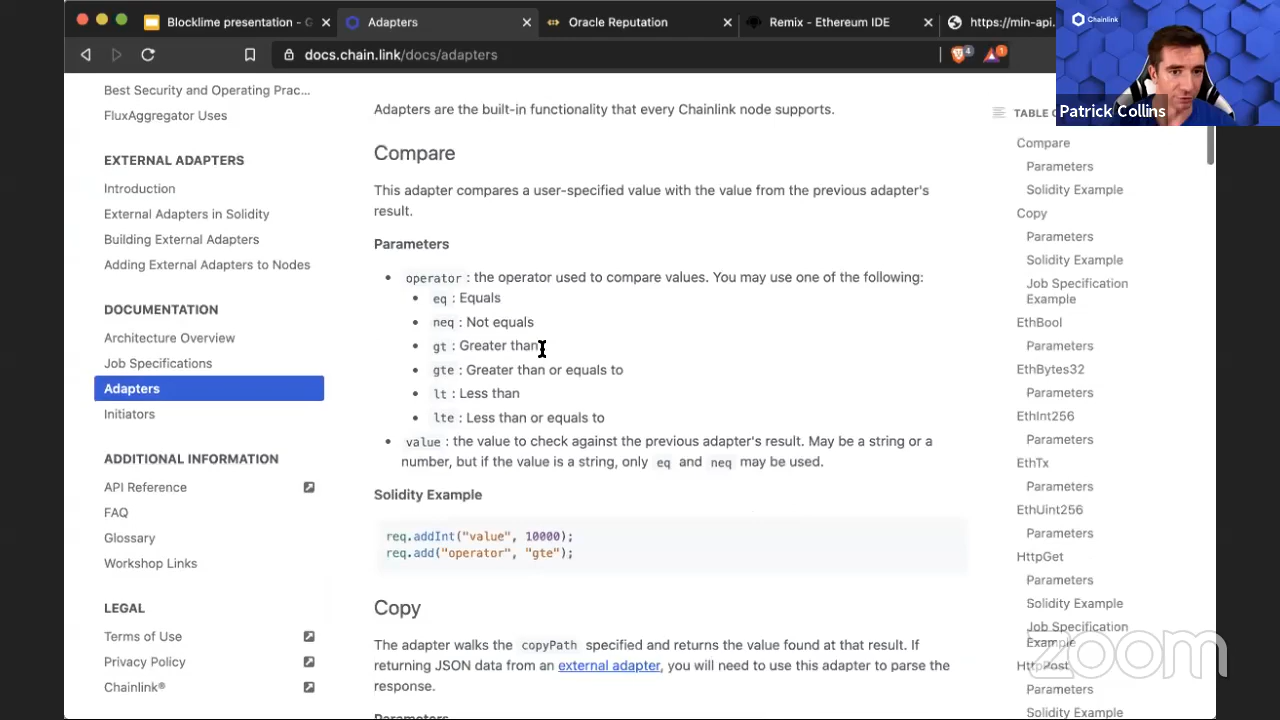 Blocklime presentation - G
Adapters
Oracle Reputation
Remix - Ethereum IDE
https://min-api.
docs.chain.link/docs/adapters
4
1
Chainlink
Patrick Collins
Best Security and Operating Prac...
FluxAggregator Uses
EXTERNAL ADAPTERS
Introduction
External Adapters in Solidity
Building External Adapters
Adding External Adapters to Nodes
DOCUMENTATION
Architecture Overview
Job Specifications
Adapters
Initiators
ADDITIONAL INFORMATION
API Reference
FAQ
Glossary
Workshop Links
LEGAL
Terms of Use
Privacy Policy
Chainlink®
Adapters are the built-in functionality that every Chainlink node supports.
Compare
This adapter compares a user-specified value with the value from the previous adapter's
result.
Parameters
operator : the operator used to compare values. You may use one of the following:
eq : Equals
neq : Not equals
gt : Greater than
gte : Greater than or equals to
lt : Less than
lte : Less than or equals to
value : the value to check against the previous adapter's result. May be a string or a
number, but if the value is a string, only eq and neq may be used.
Solidity Example
req.addInt("value", 10000);
req.add("operator", "gte");
Copy
The adapter walks the copyPath specified and returns the value found at that result. If
returning JSON data from an external adapter, you will need to use this adapter to parse the
response.
Parameters
TABLE
Compare
Parameters
Solidity Example
Copy
Parameters
Solidity Example
Job Specification
Example
EthBool
Parameters
EthBytes32
Parameters
EthInt256
Parameters
EthTx
Parameters
EthUint256
Parameters
HttpGet
Parameters
Solidity Example
Job Specification
Example
HttpPost
Parameters
Solidity Example
zoom